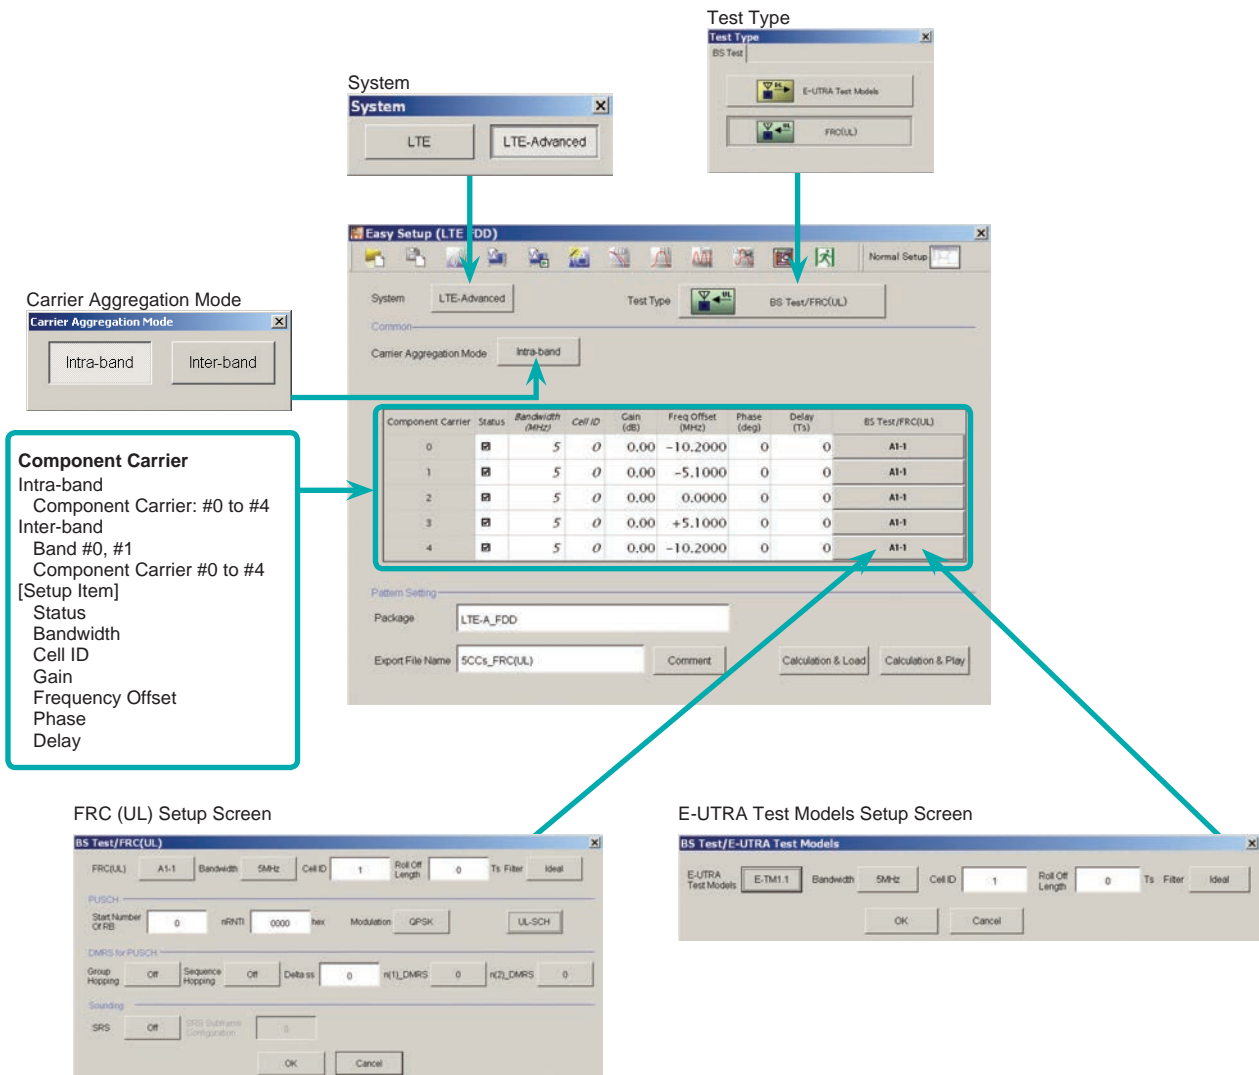 Test Type
Test Type
BS Test
E-UTRA Test Models
FRC(UL)
System
System
LTE LTE-Advanced
Easy Setup (LTE FDD)
Normal Setup
System LTE-Advanced Test Type BS Test/FRC(UL)
Common
Carrier Aggregation Mode Intra-band
Carrier Aggregation Mode
Carrier Aggregation Mode
Intra-band Inter-band
Component Carrier Status Bandwidth (MHz) Cell ID Gain (dB) Freq Offset (MHz) Phase (deg) Delay (Ts) BS Test/FRC(UL)
0 5 0 0.00 -10.2000 0 0 A1-1
1 5 0 0.00 -5.1000 0 0 A1-1
2 5 0 0.00 0.0000 0 0 A1-1
3 5 0 0.00 +5.1000 0 0 A1-1
4 5 0 0.00 -10.2000 0 0 A1-1
Pattern Setting
Package LTE-A_FDD
Export File Name 5CCs_FRC(UL) Comment Calculation & Load Calculation & Play
Component Carrier
Intra-band
Component Carrier: #0 to #4
Inter-band
Band #0, #1
Component Carrier #0 to #4
[Setup Item]
Status
Bandwidth
Cell ID
Gain
Frequency Offset
Phase
Delay
FRC (UL) Setup Screen
BS Test/FRC(UL)
FRC(UL) A1-1 Bandwidth 5MHz Cell ID 1 Roll Off Length 0 Ts Filter Ideal
PUSCH
Start Number Of RB 0 nRNTI 0000 hex Modulation QPSK UL-SCH
DMRS for PUSCH
Group Hopping Off Sequence Hopping Off Delta ss 0 n(1)_DMRS 0 n(2)_DMRS 0
Sounding
SRS Off SRS Subframe Configuration 0
OK Cancel
E-UTRA Test Models Setup Screen
BS Test/E-UTRA Test Models
E-UTRA Test Models E-TM1.1 Bandwidth 5MHz Cell ID 1 Roll Off Length 0 Ts Filter Ideal
OK Cancel